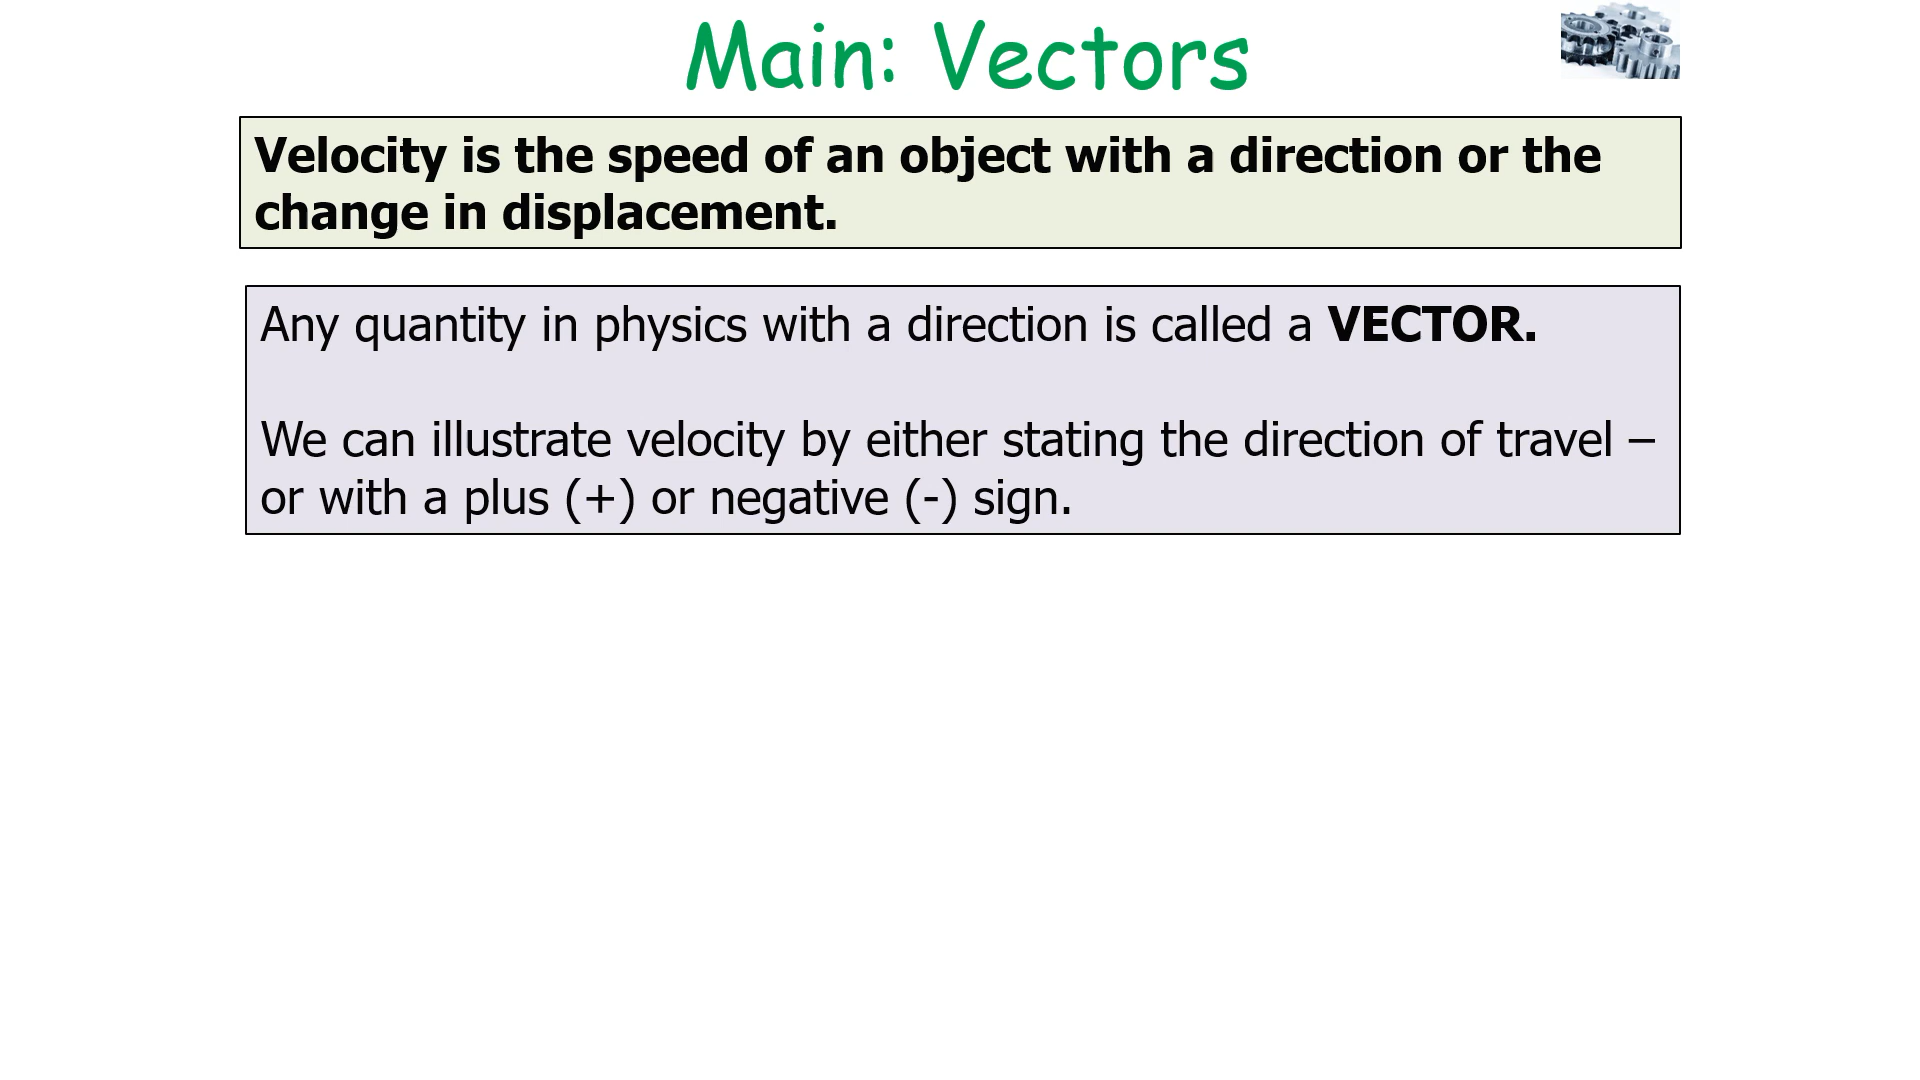 Main: Vectors
Velocity is the speed of an object with a direction or the
change in displacement.
Any quantity in physics with a direction is called a VECTOR.
We can illustrate velocity by either stating the direction of travel –
or with a plus (+) or negative (-) sign.